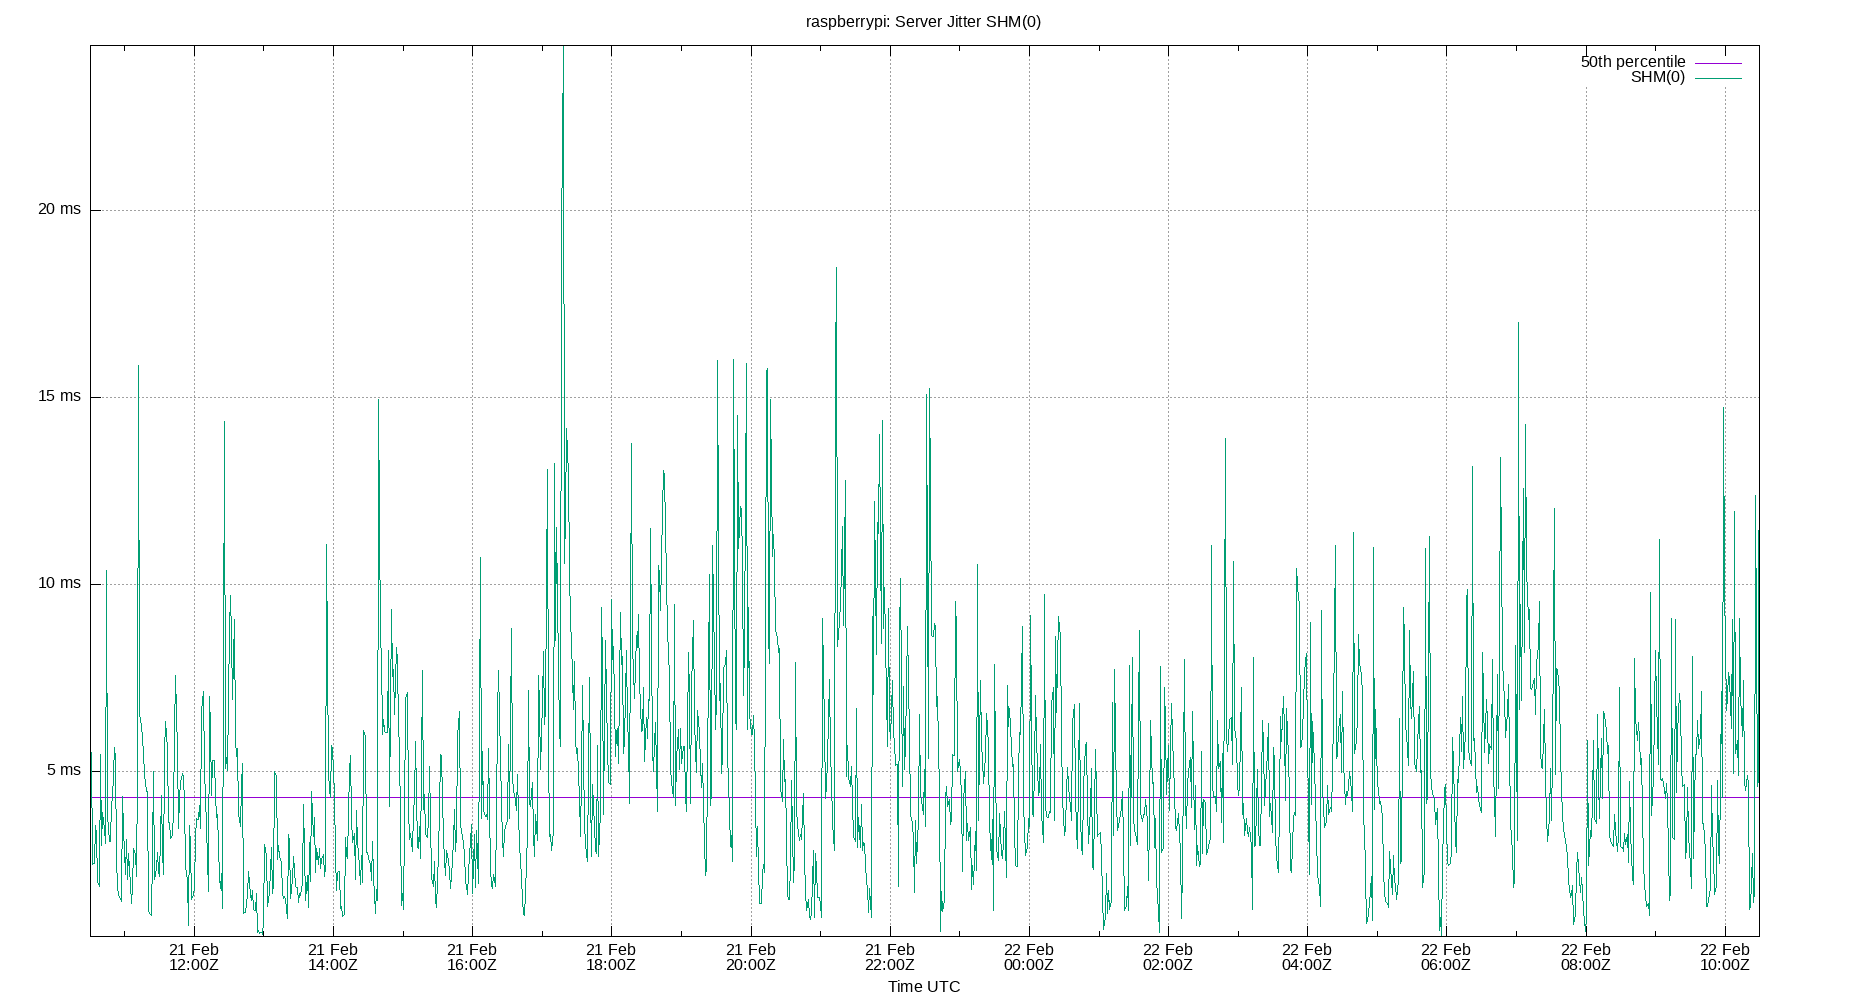 raspberrypi: Server Jitter SHM(0)
50th percentile
SHM(0)
20 ms
15 ms
10 ms
5 ms
21 Feb 21 Feb 21 Feb 21 Feb 21 Feb 21 Feb 22 Feb 22 Feb 22 Feb 22 Feb 22 Feb 22 Feb
12:00Z 14:00Z 16:00Z 18:00Z 20:00Z 22:00Z 00:00Z 02:00Z 04:00Z 06:00Z 08:00Z 10:00Z
Time UTC